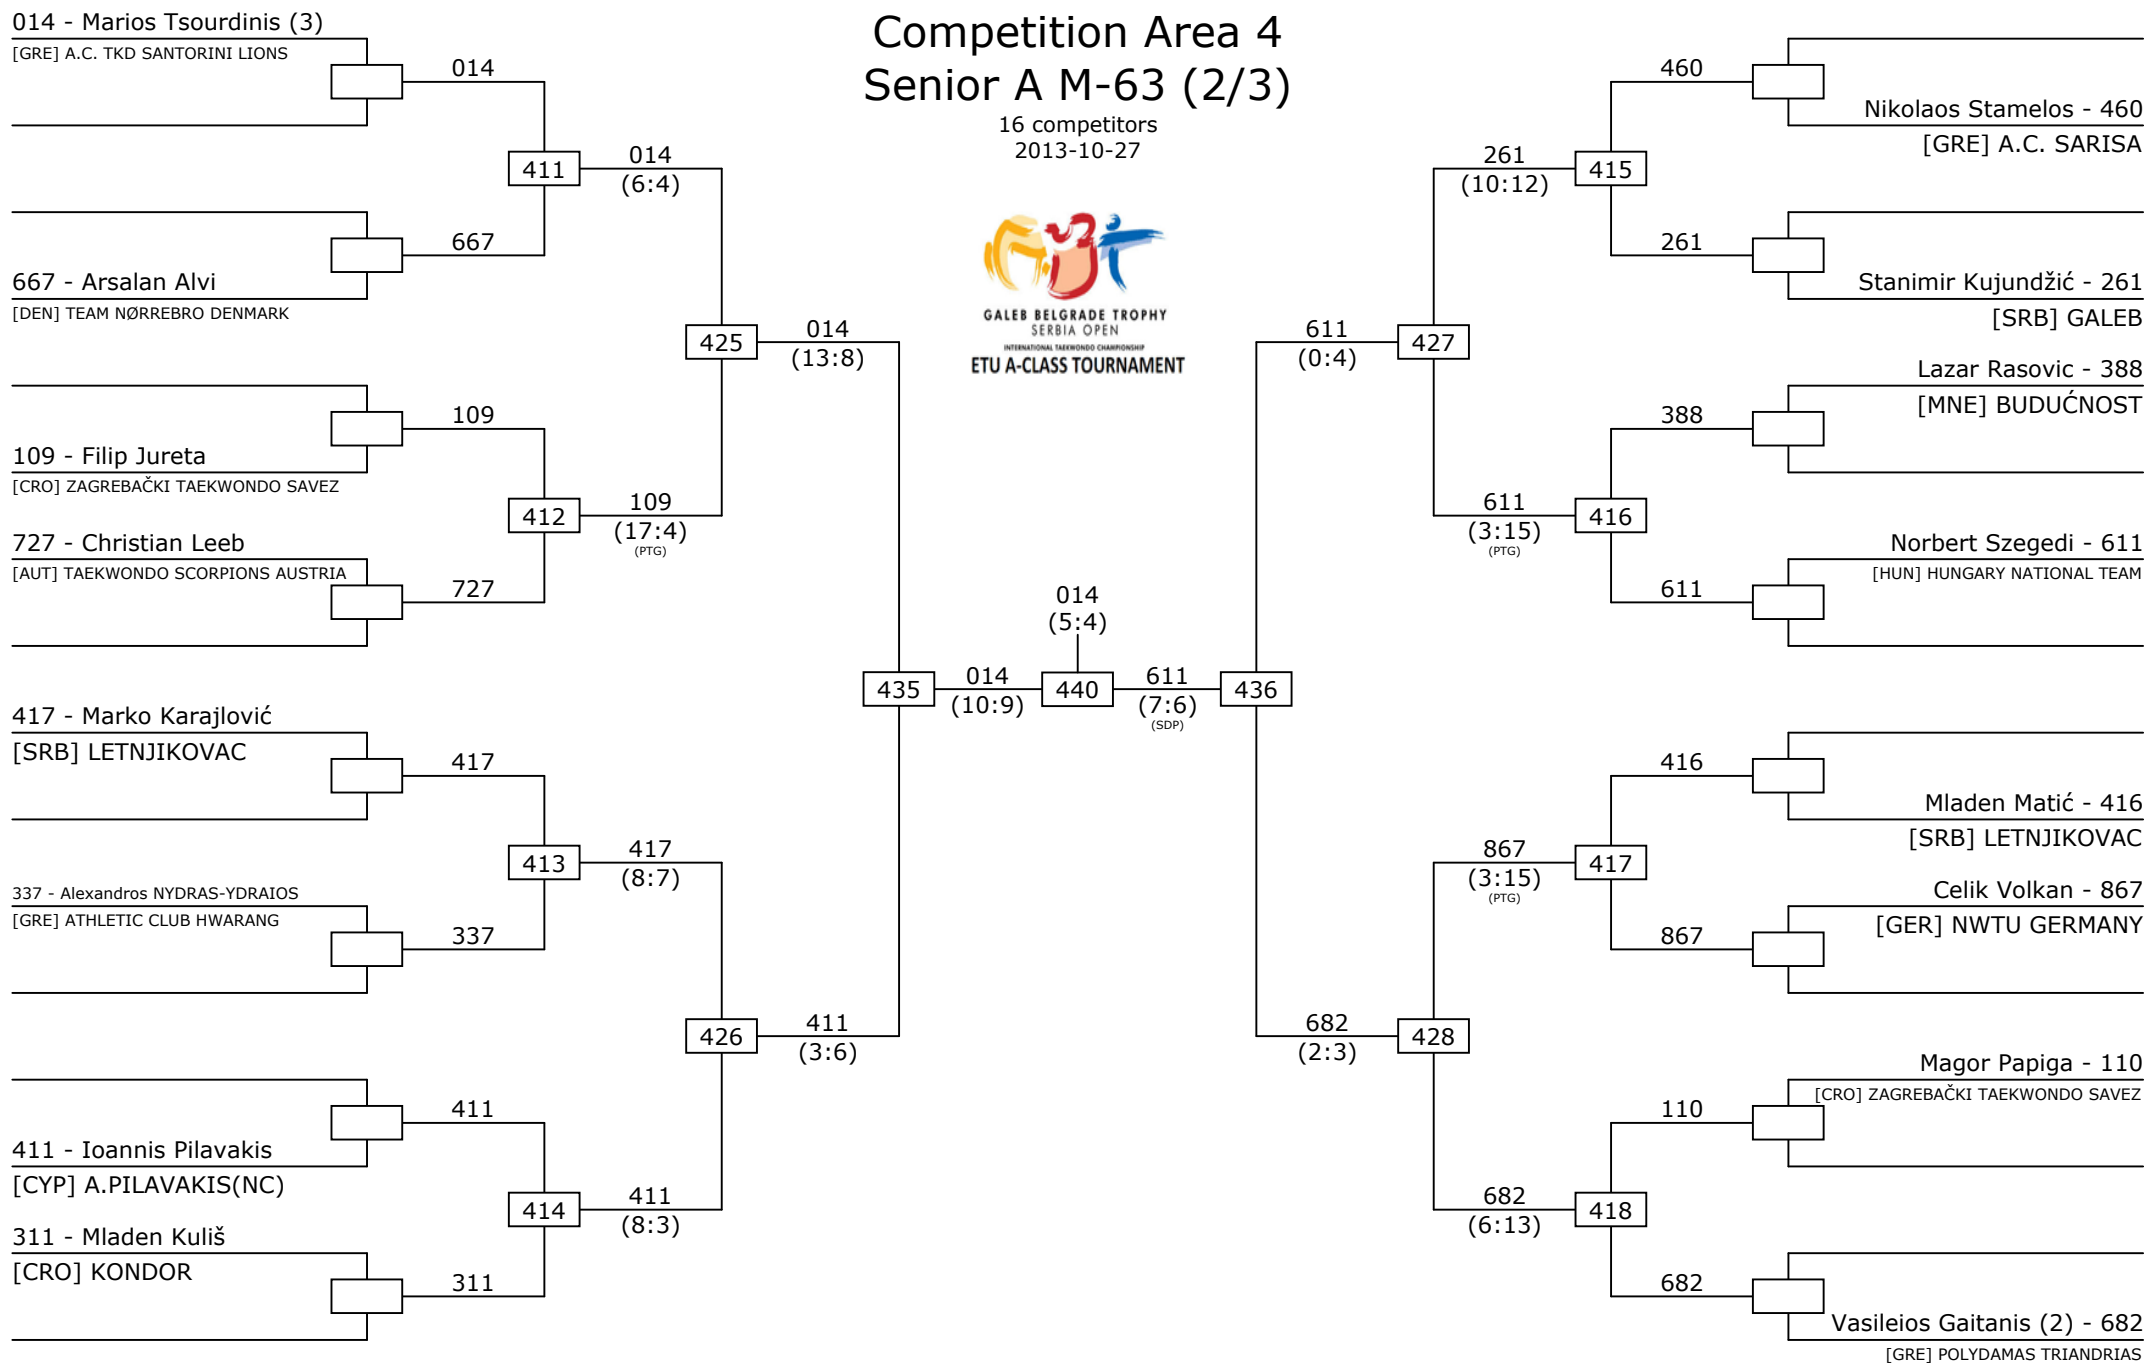 Competition Area 4
Senior A M-63 (2/3)
16 competitors
2013-10-27
GALEB BELGRADE TROPHY
SERBIA OPEN
INTERNATIONAL TAEKWONDO CHAMPIONSHIP
ETU A-CLASS TOURNAMENT
014 - Marios Tsourdinis (3)
[GRE] A.C. TKD SANTORINI LIONS
667 - Arsalan Alvi
[DEN] TEAM NØRREBRO DENMARK
109 - Filip Jureta
[CRO] ZAGREBAČKI TAEKWONDO SAVEZ
727 - Christian Leeb
[AUT] TAEKWONDO SCORPIONS AUSTRIA
417 - Marko Karajlović
[SRB] LETNJIKOVAC
337 - Alexandros NYDRAS-YDRAIOS
[GRE] ATHLETIC CLUB HWARANG
411 - Ioannis Pilavakis
[CYP] A.PILAVAKIS(NC)
311 - Mladen Kuliš
[CRO] KONDOR
014
667
109
727
417
337
411
311
411
412
413
414
014
(6:4)
109
(17:4)
(PTG)
417
(8:7)
411
(8:3)
425
426
014
(13:8)
411
(3:6)
435
014
(10:9)
014
(5:4)
440
611
(7:6)
(SDP)
436
611
(0:4)
682
(2:3)
427
428
261
(10:12)
611
(3:15)
(PTG)
867
(3:15)
(PTG)
682
(6:13)
415
416
417
418
460
261
388
611
416
867
110
682
Nikolaos Stamelos - 460
[GRE] A.C. SARISA
Stanimir Kujundžić - 261
[SRB] GALEB
Lazar Rasovic - 388
[MNE] BUDUĆNOST
Norbert Szegedi - 611
[HUN] HUNGARY NATIONAL TEAM
Mladen Matić - 416
[SRB] LETNJIKOVAC
Celik Volkan - 867
[GER] NWTU GERMANY
Magor Papiga - 110
[CRO] ZAGREBAČKI TAEKWONDO SAVEZ
Vasileios Gaitanis (2) - 682
[GRE] POLYDAMAS TRIANDRIAS